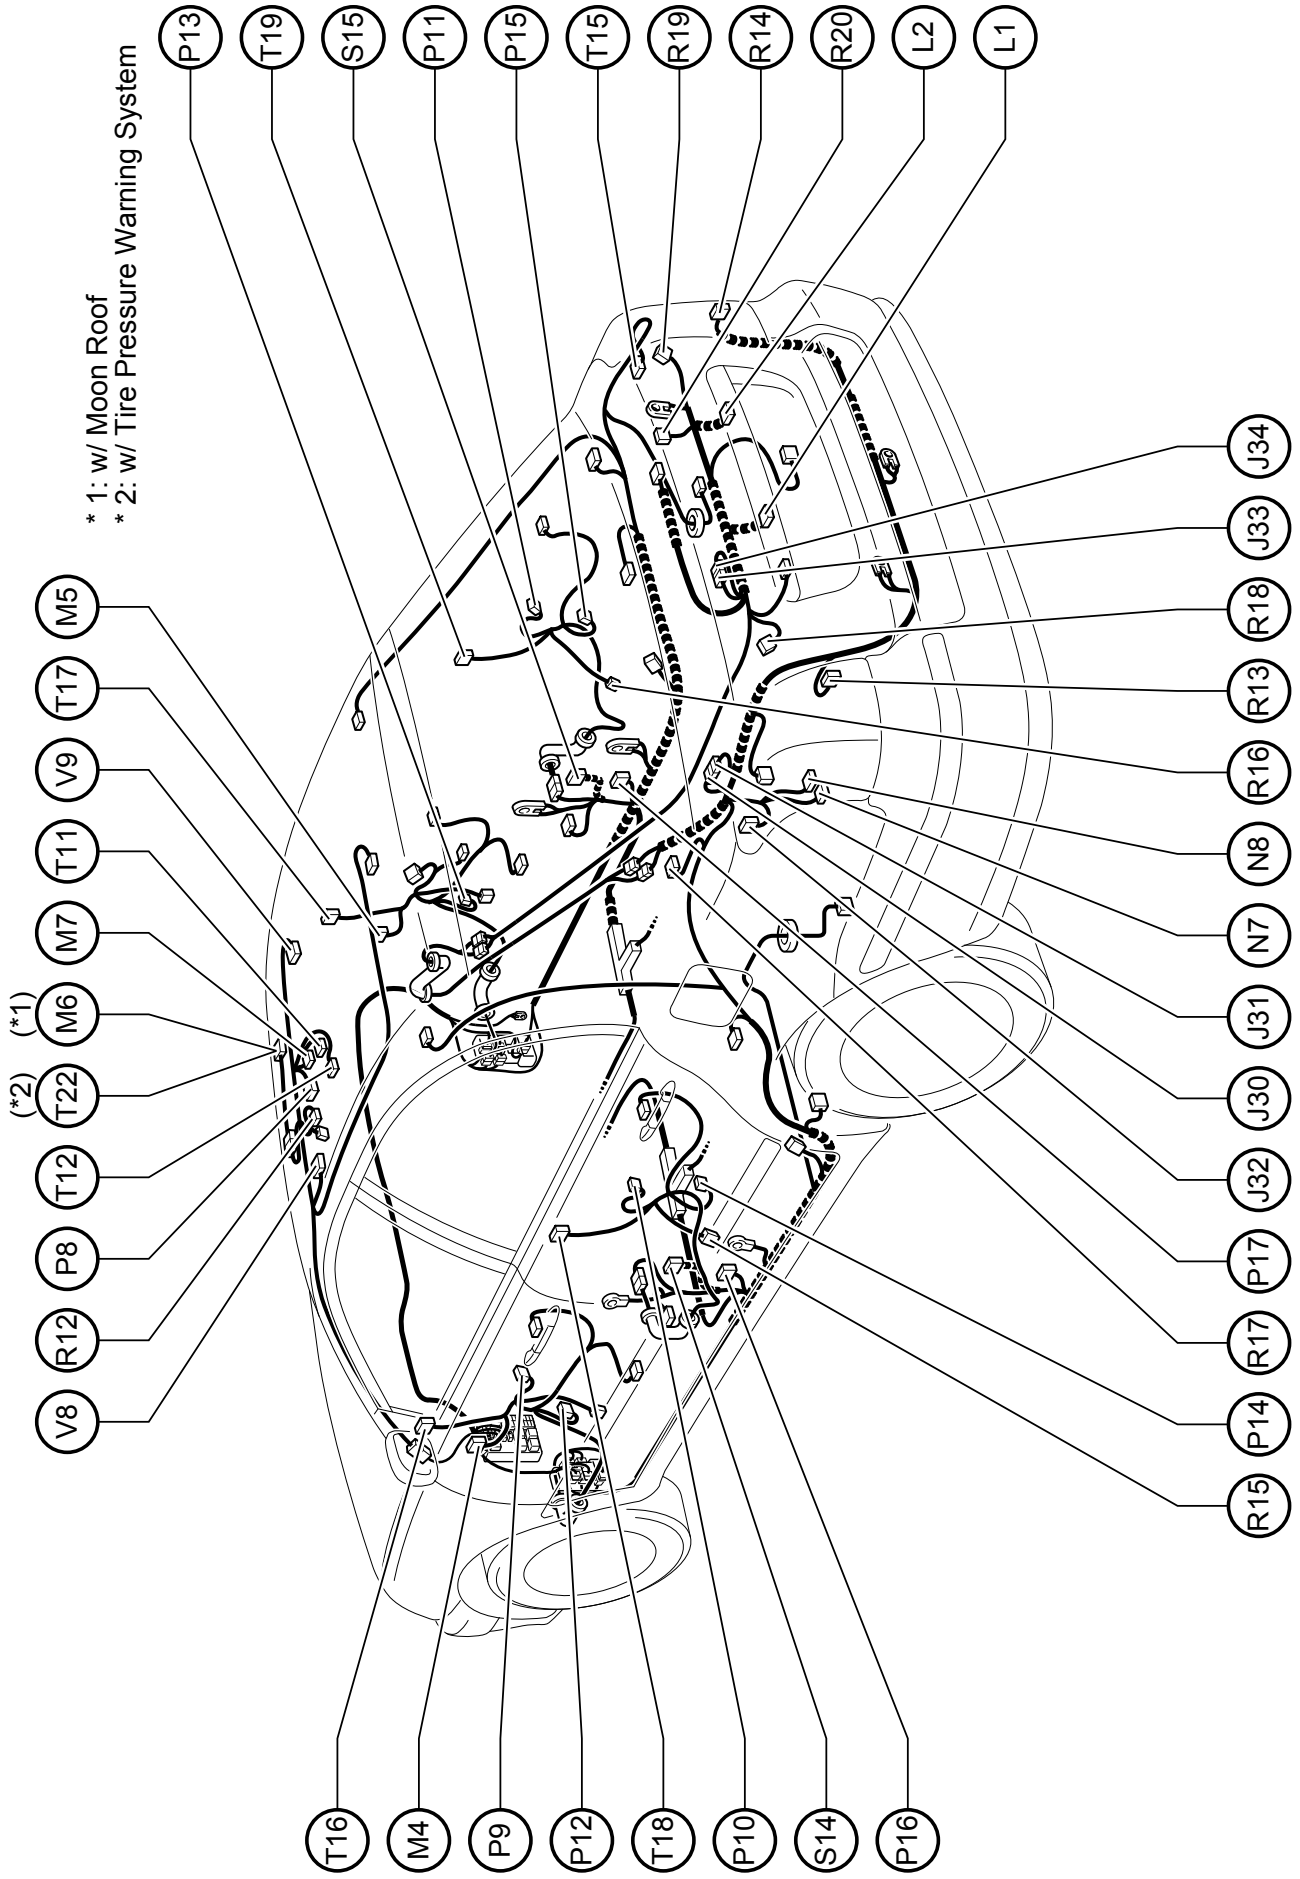 * 1: w/ Moon Roof
* 2: w/ Tire Pressure Warning System
P13
T19
S15
P11
P15
T15
R19
R14
R20
L2
L1
M5
T17
V9
T11
M7
M6 (*1)
T22 (*2)
T12
P8
R12
V8
J34
J33
R18
R13
R16
N8
N7
J31
J30
J32
P17
R17
P14
R15
T16
M4
P9
P12
T18
P10
S14
P16